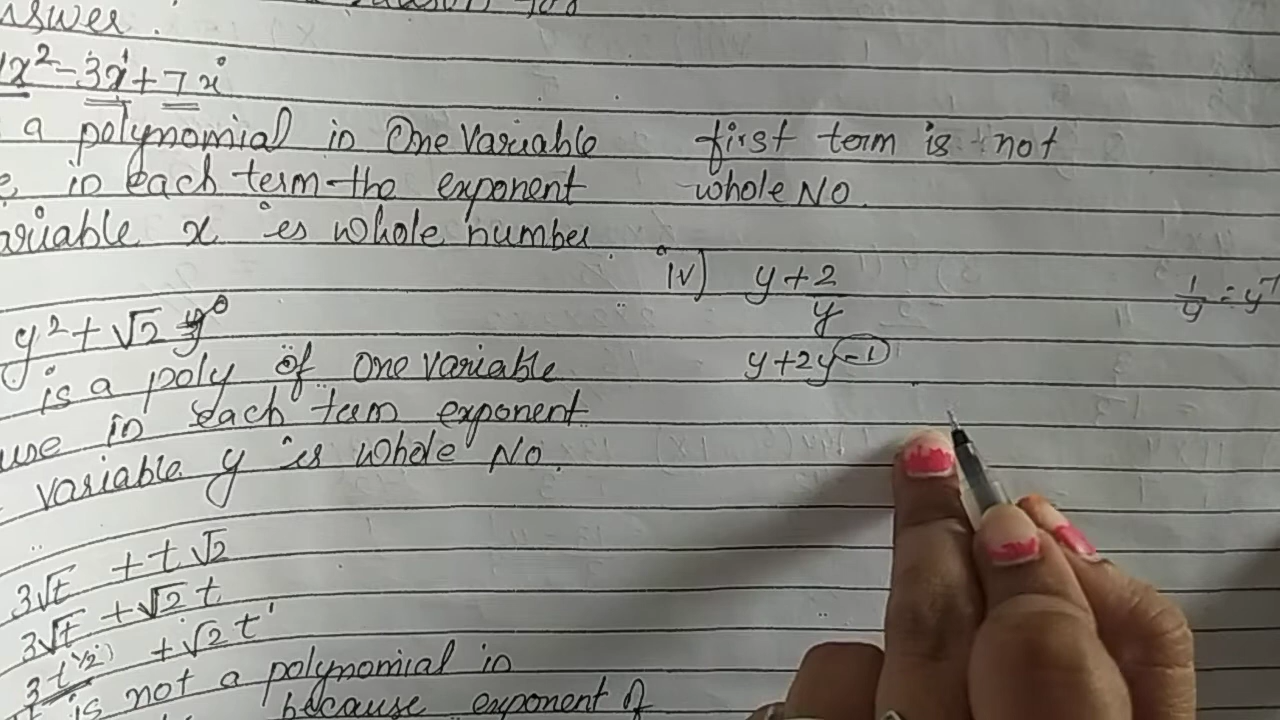 nswer.
x² - 3x¹ + 7x⁰
a polynomial in One Variable
in each term the exponent
ariable x is whole number
y² + √2 y⁰
is a poly of One variable
use in each term exponent
variable y is whole No.
3√t + t√2
3√t + √2 t
3t^(1/2) + √2 t¹
is not a polynomial in
because exponent of
first term is not
whole NO.
iv) y + 2/y
1/y = y⁻¹
y + 2y⁻¹